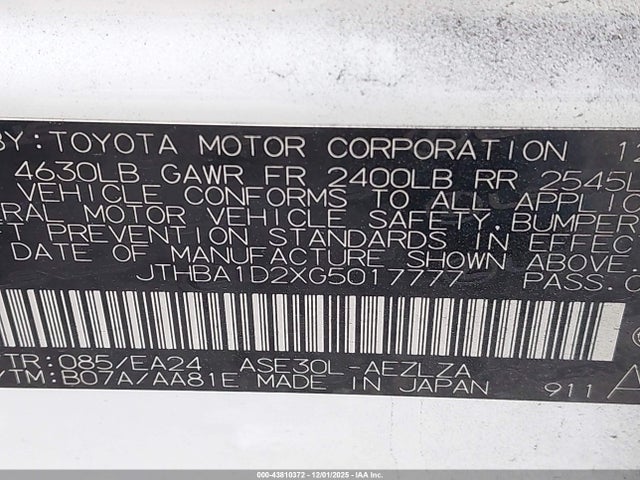 BY: TOYOTA MOTOR CORPORATION 12
4630LB GAWR FR 2400LB RR 2545L
VEHICLE CONFORMS TO ALL APPLIC
ERAL MOTOR VEHICLE SAFETY, BUMPER
FT PREVENTION STANDARDS IN EFFEC
DATE OF MANUFACTURE SHOWN ABOVE.
JTHBA1D2XG5017777 PASS.C
TR: 085/EA24 ASE30L-AEZLZA
/TM: B07A/AA81E MADE IN JAPAN 911 A
000-43810372 - 12/01/2025 - IAA Inc.